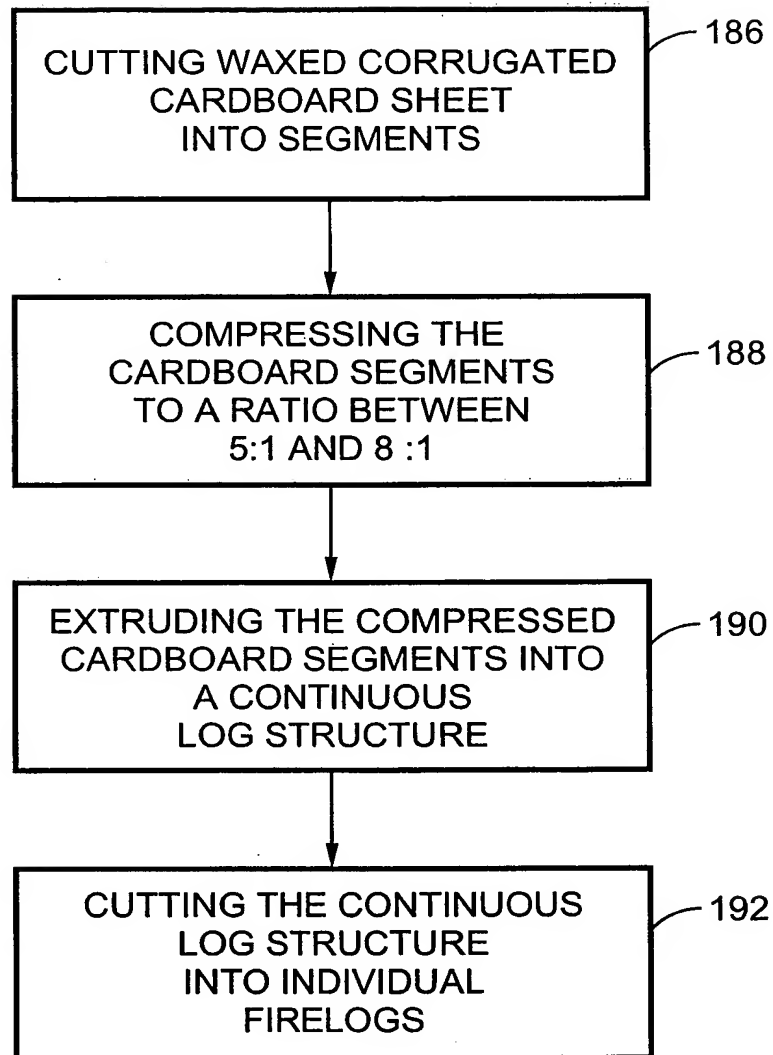 CUTTING WAXED CORRUGATED
CARDBOARD SHEET
INTO SEGMENTS
186
COMPRESSING THE
CARDBOARD SEGMENTS
TO A RATIO BETWEEN
5:1 AND 8 :1
188
EXTRUDING THE COMPRESSED
CARDBOARD SEGMENTS INTO
A CONTINUOUS
LOG STRUCTURE
190
CUTTING THE CONTINUOUS
LOG STRUCTURE
INTO INDIVIDUAL
FIRELOGS
192